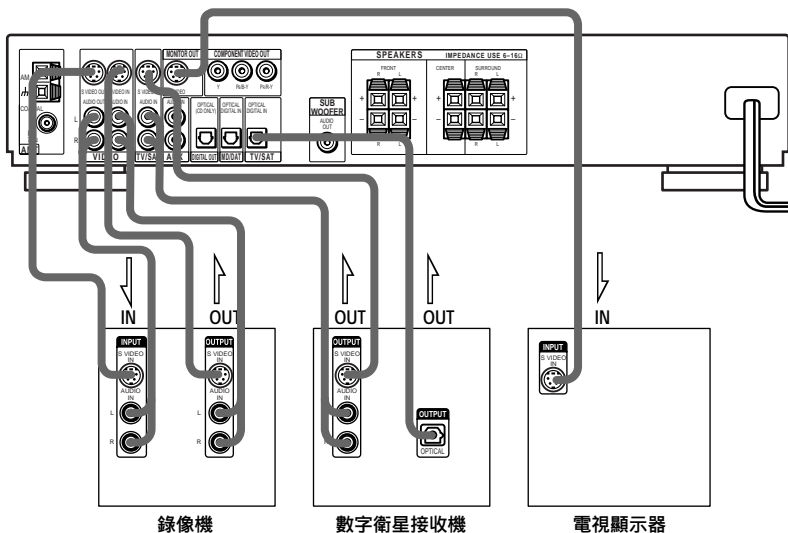 MONITOR OUT COMPONENT VIDEO OUT
Y
S VIDEO OUT
VIDEO IN
S VIDEO
VIDEO
AM
COAXIAL
AUDIO OUT
AUDIO IN
AUDIO IN
L
R
VIDEO
TV/SAT
OPTICAL
(CD ONLY)
OPTICAL
DIGITAL IN
OPTICAL
DIGITAL IN
DIGITAL OUT
MD/DAT
TV/SAT
SUB
WOOFER
AUDIO
OUT
SPEAKERS IMPEDANCE USE 6–16Ω
FRONT
R L
CENTER
SURROUND
R L
+
+
+
–
–
–
R L
R L
IN
OUT
OUT
OUT
IN
INPUT
S VIDEO
IN
AUDIO
IN
L
R
OUTPUT
S VIDEO
IN
AUDIO
IN
L
R
OUTPUT
S VIDEO
IN
AUDIO
IN
OUTPUT
OPTICAL
INPUT
S VIDEO
IN
錄像機
數字衛星接收機
電視顯示器